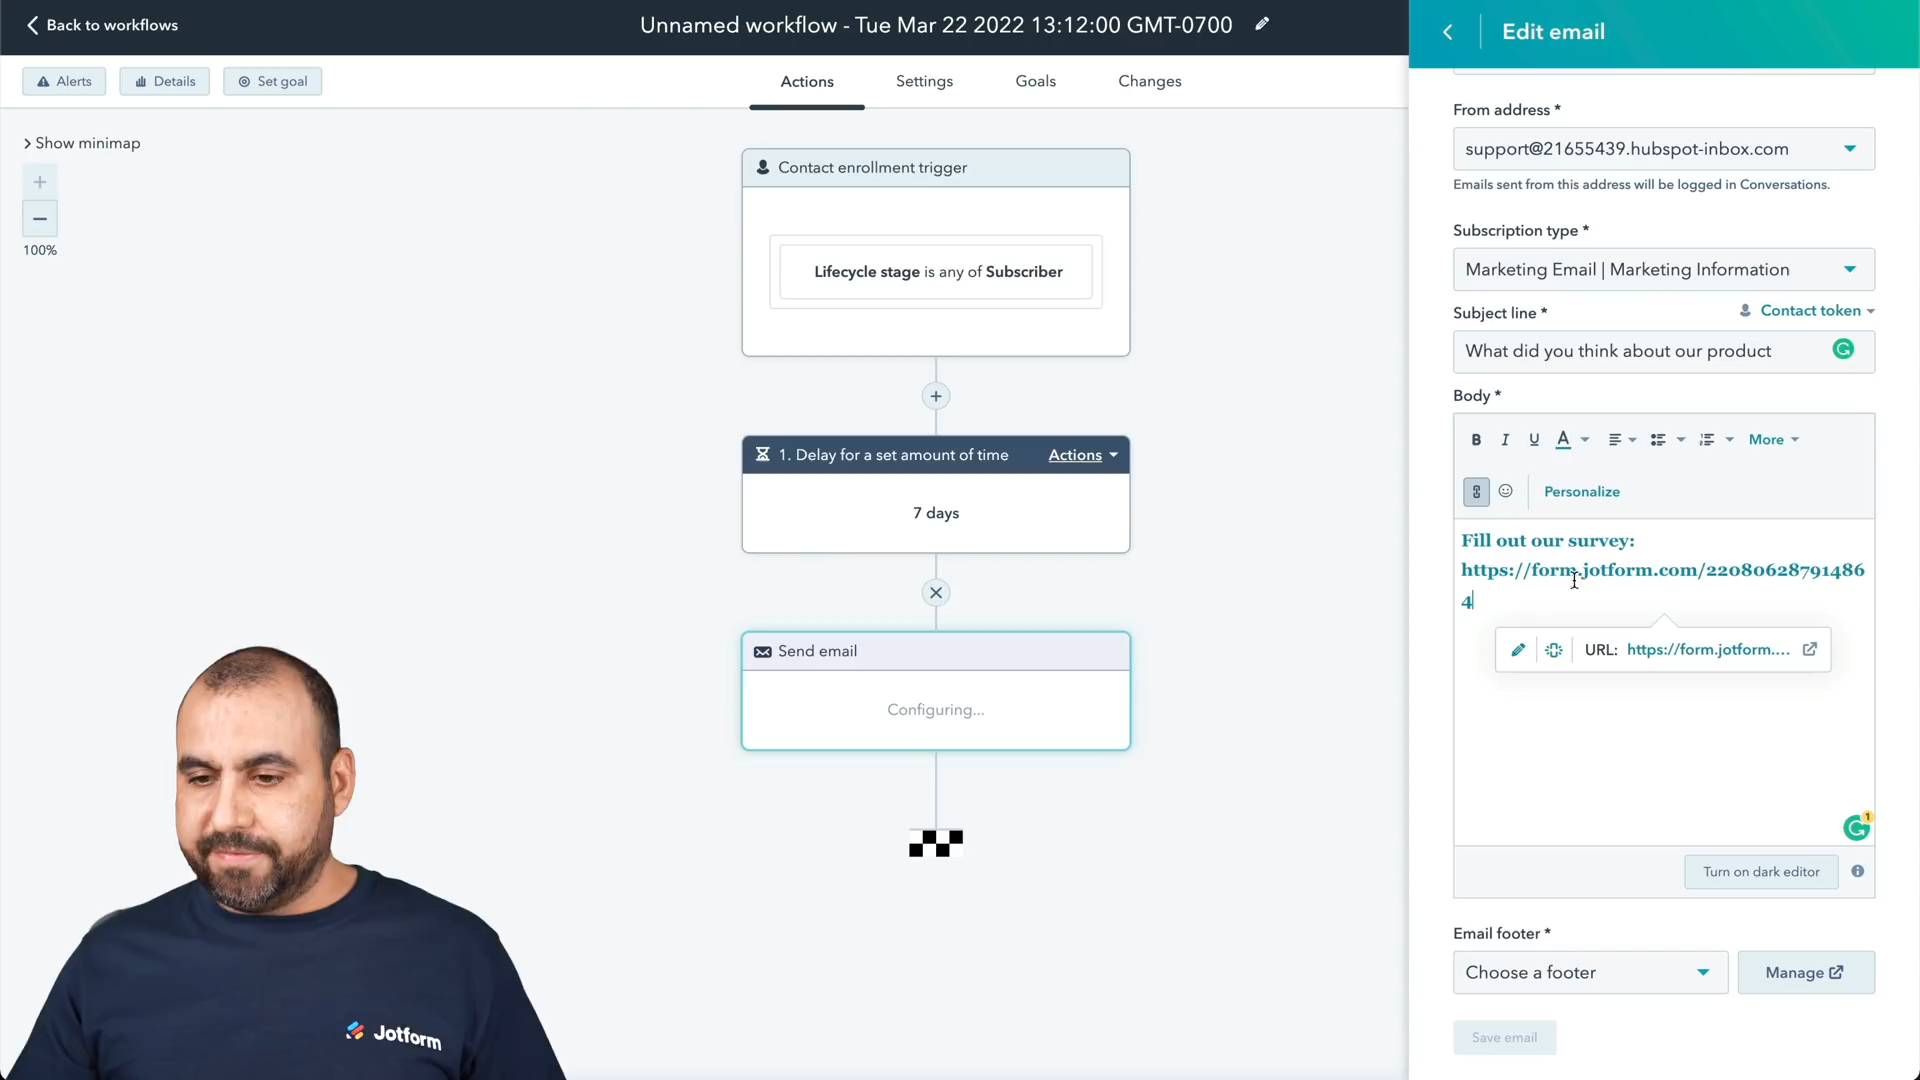 Back to workflows
Unnamed workflow - Tue Mar 22 2022 13:12:00 GMT-0700
Edit email
Alerts
Details
Set goal
Actions
Settings
Goals
Changes
Show minimap
100%
Contact enrollment trigger
Lifecycle stage is any of Subscriber
1. Delay for a set amount of time
Actions
7 days
Send email
Configuring...
From address *
support@21655439.hubspot-inbox.com
Emails sent from this address will be logged in Conversations.
Subscription type *
Marketing Email | Marketing Information
Subject line *
Contact token
What did you think about our product
Body *
B I U A
More
Personalize
Fill out our survey:
https://form.jotform.com/22080628791486
4
URL: https://form.jotform....
1
Turn on dark editor
Email footer *
Choose a footer
Manage
Save email
Jotform